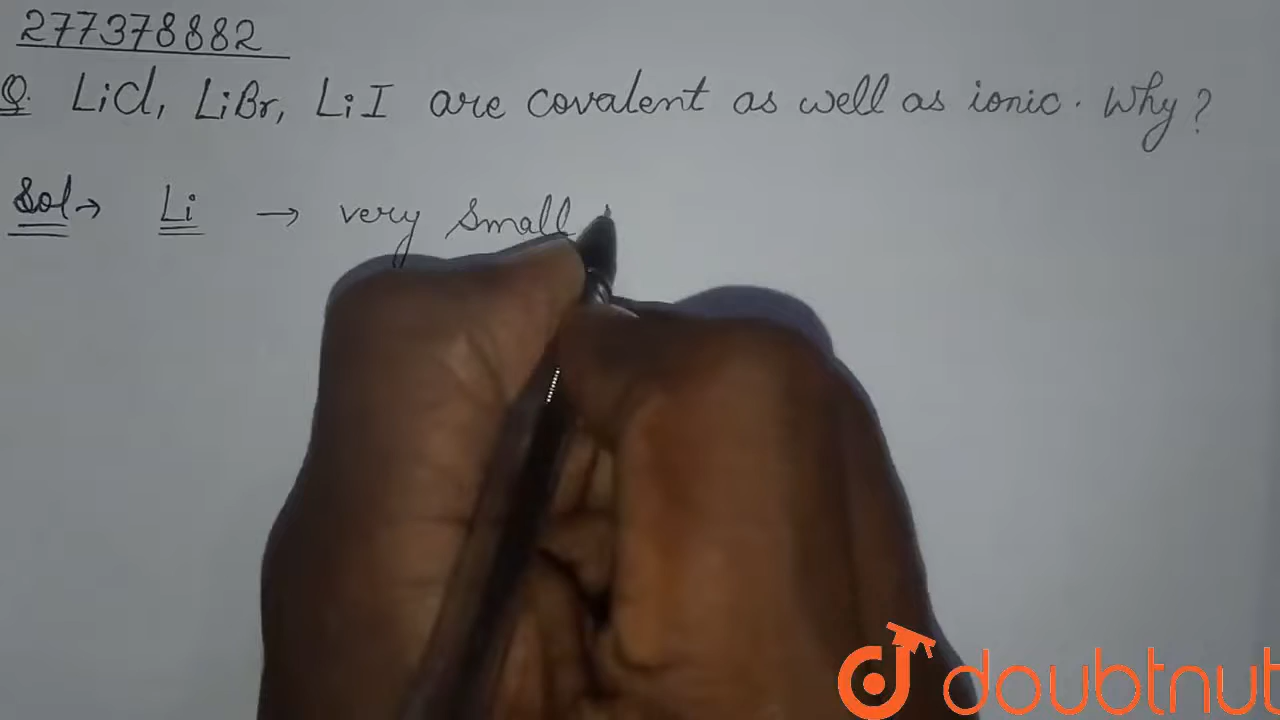 277378882
Q. LiCl, LiBr, LiI are covalent as well as ionic. Why?
Sol→ Li → very small
doubtnut